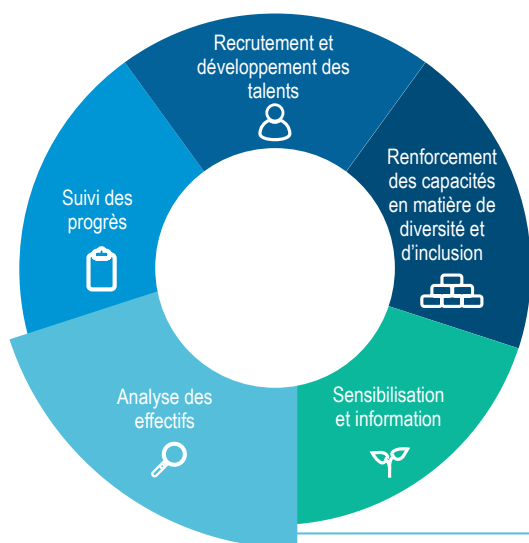 Recrutement et
développement des
talents
Renforcement
des capacités
en matière de
diversité et
d'inclusion
Sensibilisation
et information
Analyse des
effectifs
Suivi des
progrès